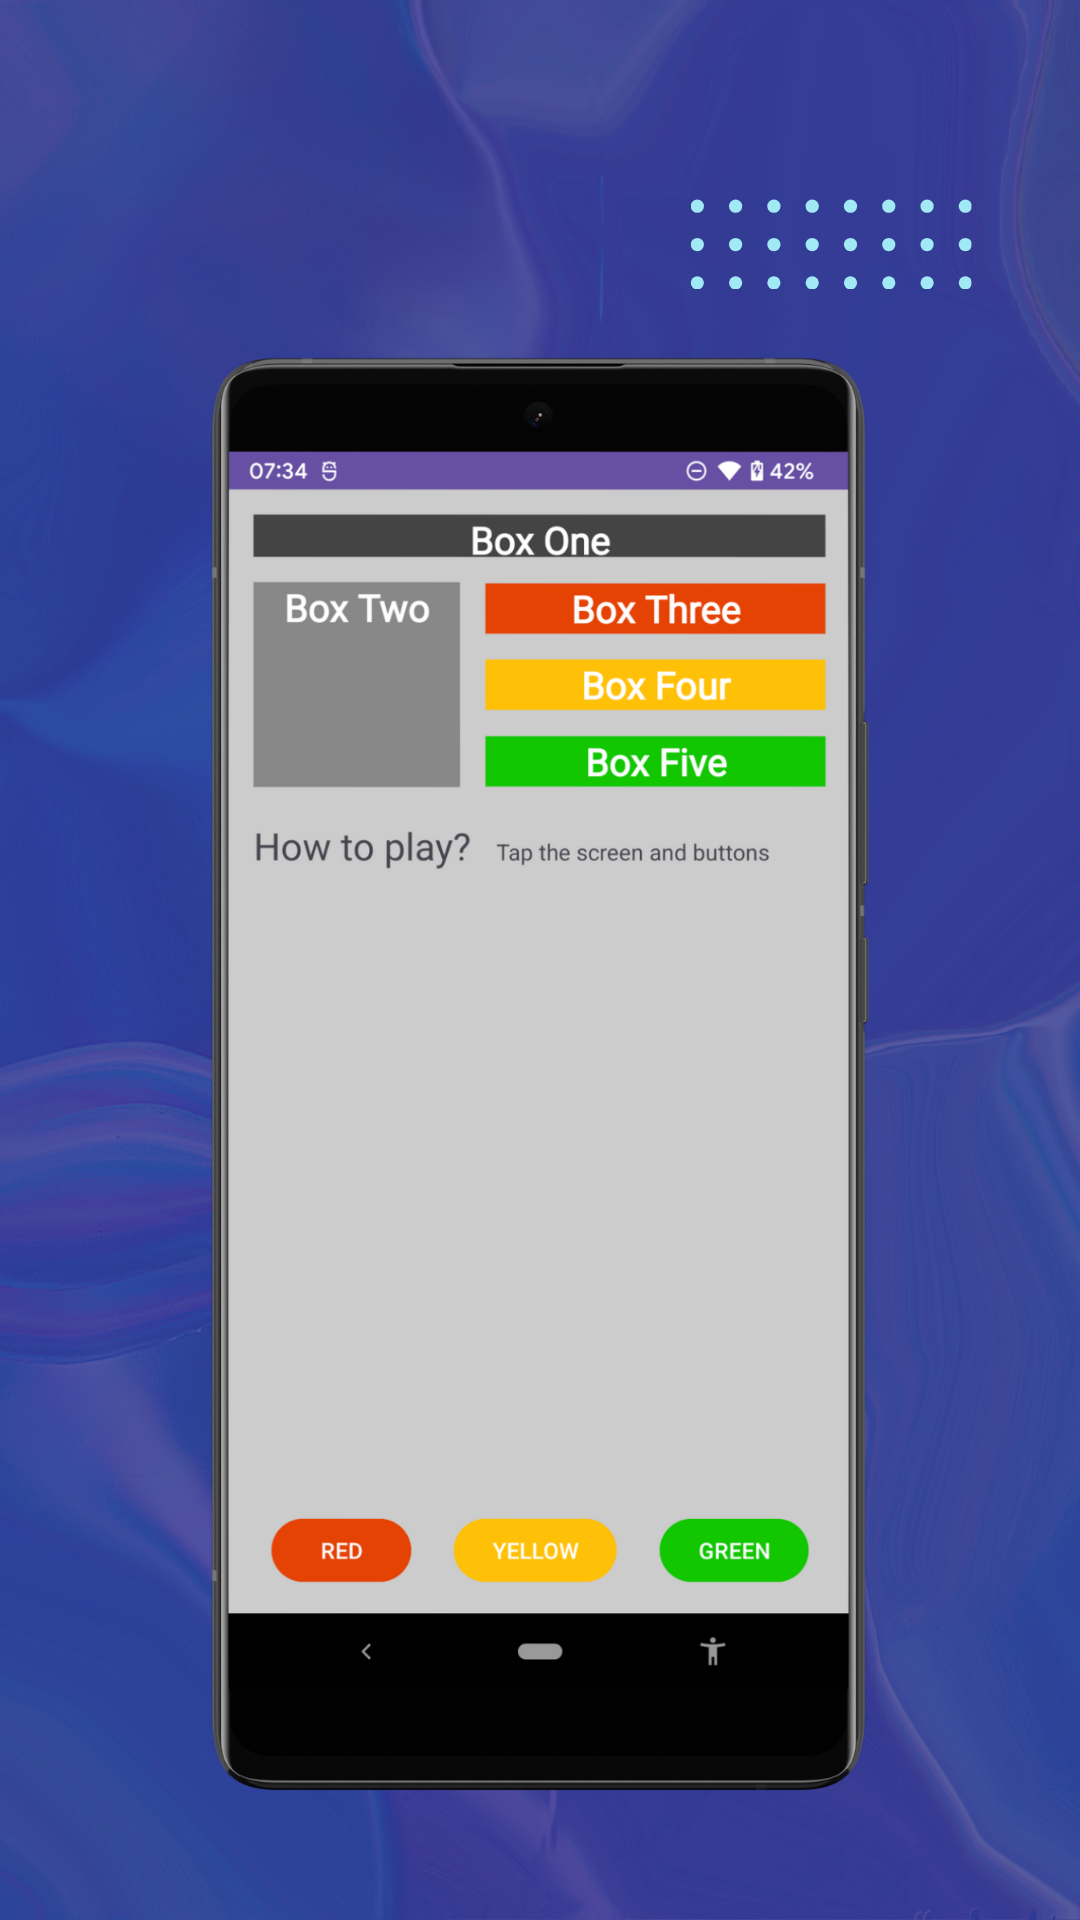 07:34 42%
Box One
Box Two
Box Three
Box Four
Box Five
How to play? Tap the screen and buttons
RED YELLOW GREEN